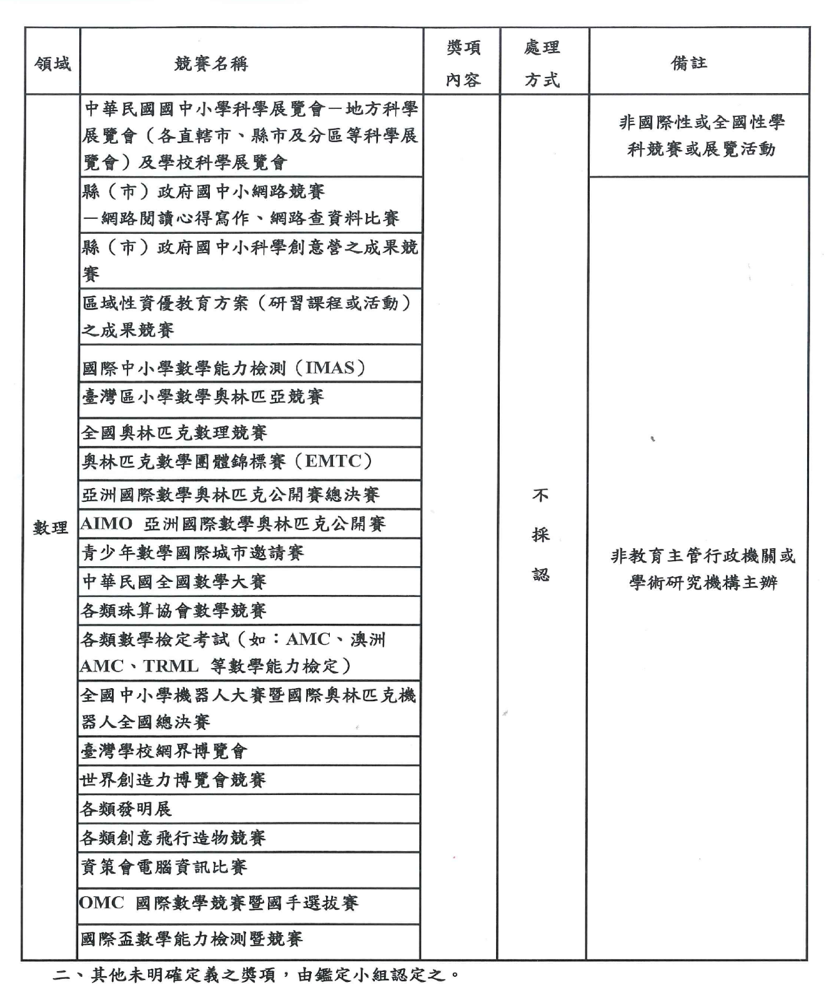 領域
競賽名稱
獎項
內容
處理
方式
備註
數理
中華民國國中小學科學展覽會－地方科學
展覽會（各直轄市、縣市及分區等科學展
覽會）及學校科學展覽會
非國際性或全國性學
科競賽或展覽活動
縣（市）政府國中小網路競賽
－網路閱讀心得寫作、網路查資料比賽
縣（市）政府國中小科學創意營之成果競
賽
區域性資優教育方案（研習課程或活動）
之成果競賽
國際中小學數學能力檢測（IMAS）
臺灣區小學數學奧林匹亞競賽
全國奧林匹克數理競賽
奧林匹克數學團體錦標賽（EMTC）
亞洲國際數學奧林匹克公開賽總決賽
AIMO 亞洲國際數學奧林匹克公開賽
青少年數學國際城市邀請賽
中華民國全國數學大賽
各類珠算協會數學競賽
各類數學檢定考試（如：AMC、澳洲
AMC、TRML 等數學能力檢定）
全國中小學機器人大賽暨國際奧林匹克機
器人全國總決賽
臺灣學校網界博覽會
世界創造力博覽會競賽
各類發明展
各類創意飛行造物競賽
資策會電腦資訊比賽
OMC 國際數學競賽暨國手選拔賽
國際盃數學能力檢測暨競賽
不
採
認
非教育主管行政機關或
學術研究機構主辦
二、其他未明確定義之獎項，由鑑定小組認定之。